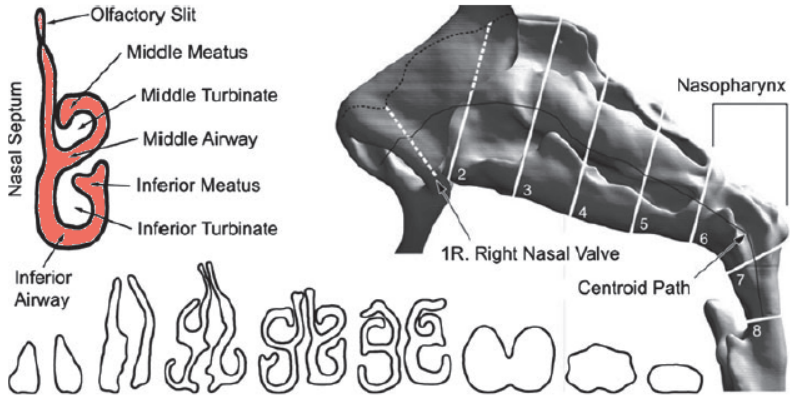 Olfactory Slit
Middle Meatus
Middle Turbinate
Middle Airway
Inferior Meatus
Inferior Turbinate
Inferior
Airway
Nasal Septum
Nasopharynx
2
3
4
5
6
1R. Right Nasal Valve
Centroid Path
7
8